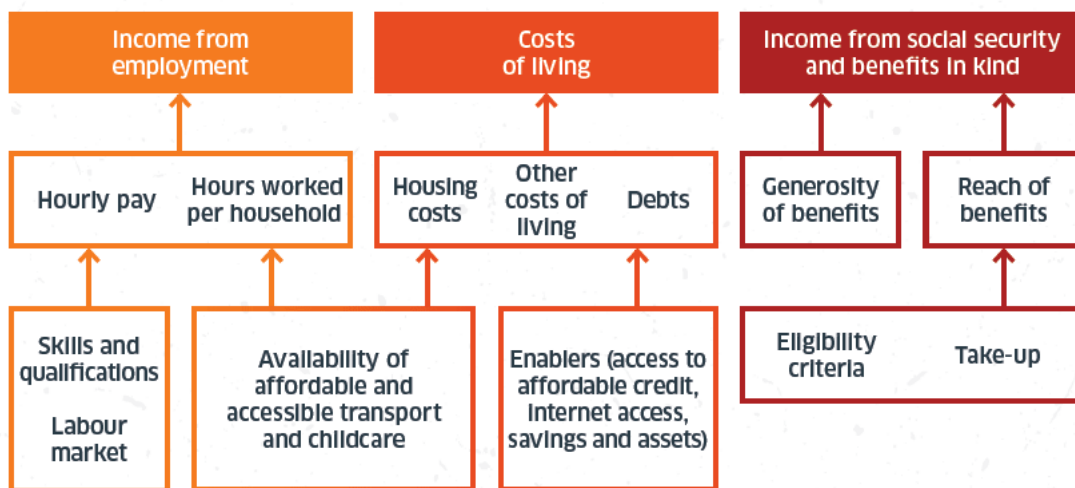 Income from
employment
Costs
of living
Income from social security
and benefits in kind
Hourly pay
Hours worked
per household
Housing
costs
Other
costs of
living
Debts
Generosity
of benefits
Reach of
benefits
Skills and
qualifications
Labour
market
Availability of
affordable and
accessible transport
and childcare
Enablers (access to
affordable credit,
internet access,
savings and assets)
Eligibility
criteria
Take-up